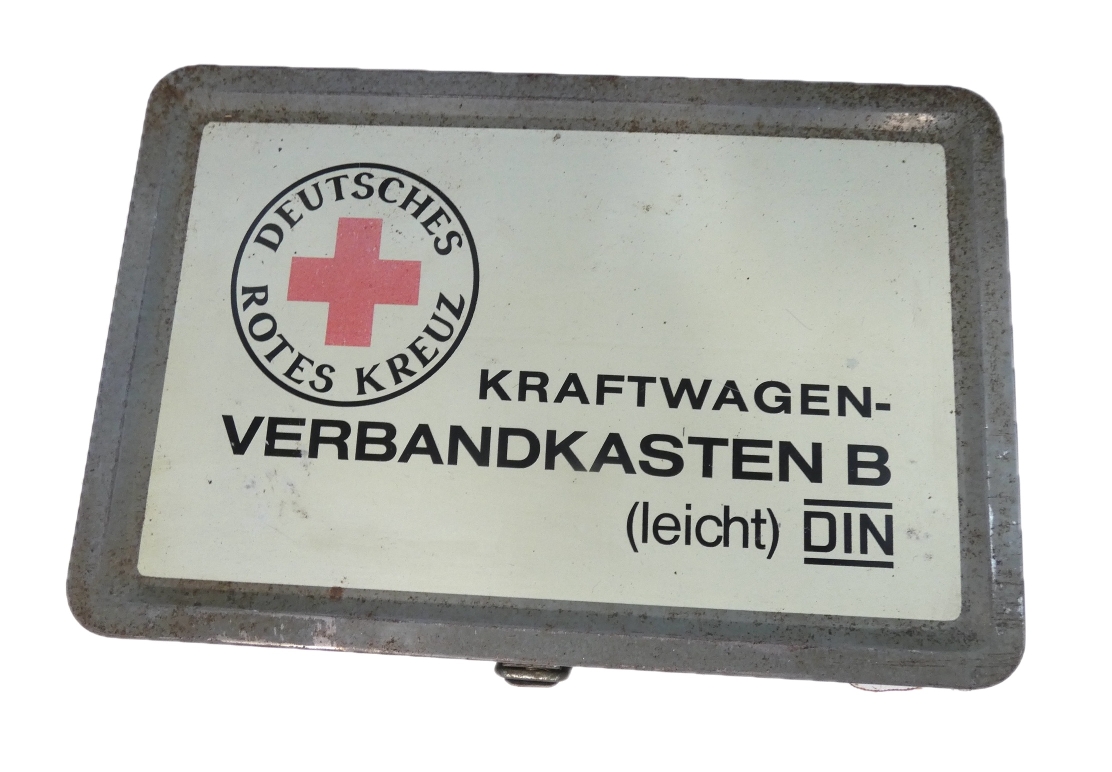 DEUTSCHES
ROTES KREUZ
KRAFTWAGEN-
VERBANDKASTEN B
(leicht) DIN